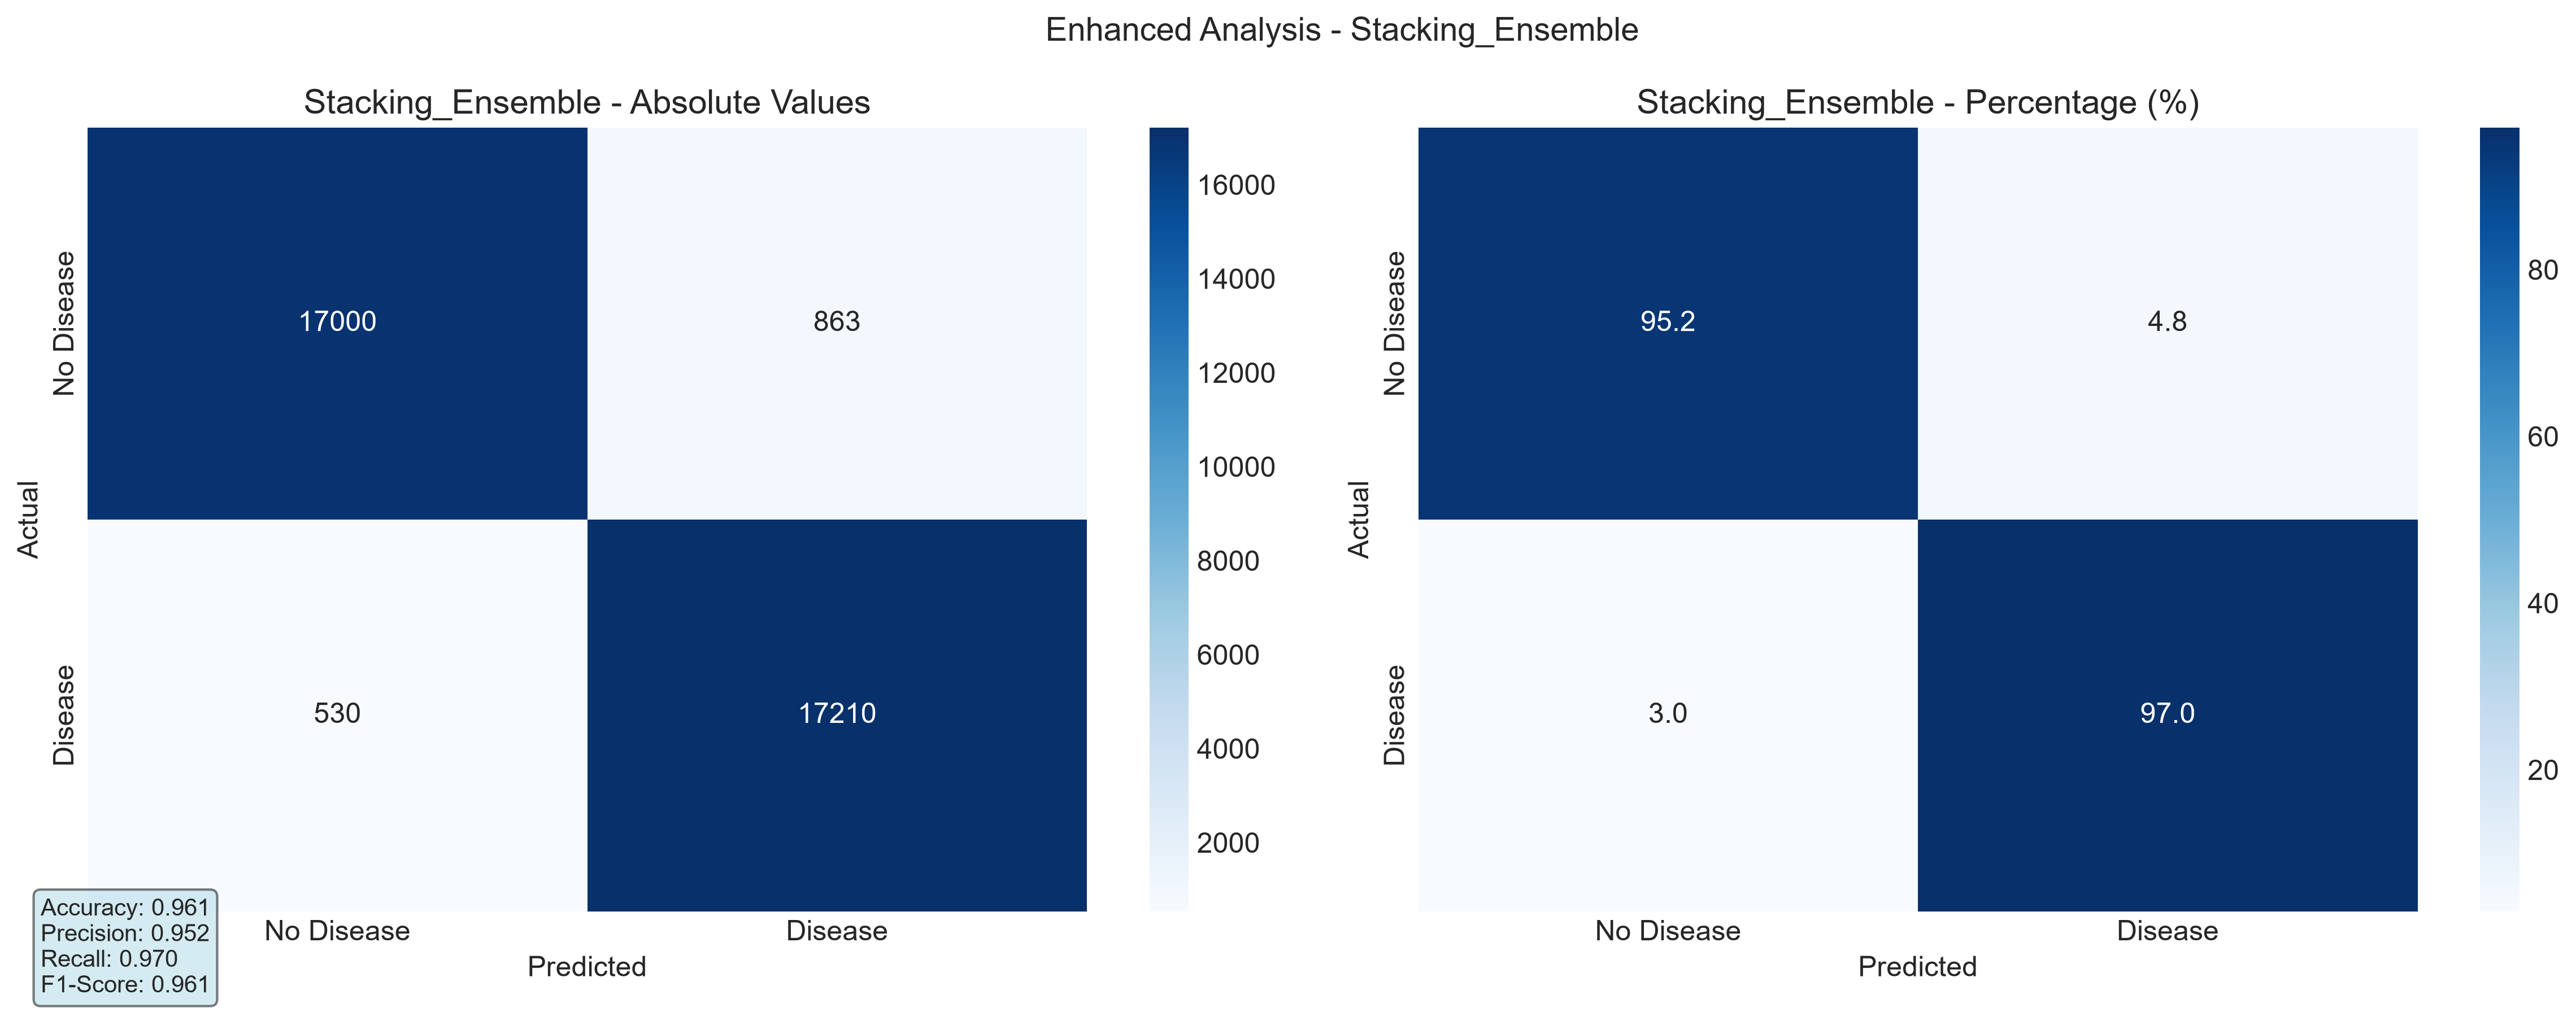 Enhanced Analysis - Stacking_Ensemble
Stacking_Ensemble - Absolute Values
Actual
No Disease
Disease
17000
863
530
17210
No Disease
Disease
Predicted
16000
14000
12000
10000
8000
6000
4000
2000
Accuracy: 0.961
Precision: 0.952
Recall: 0.970
F1-Score: 0.961
Stacking_Ensemble - Percentage (%)
Actual
No Disease
Disease
95.2
4.8
3.0
97.0
No Disease
Disease
Predicted
80
60
40
20